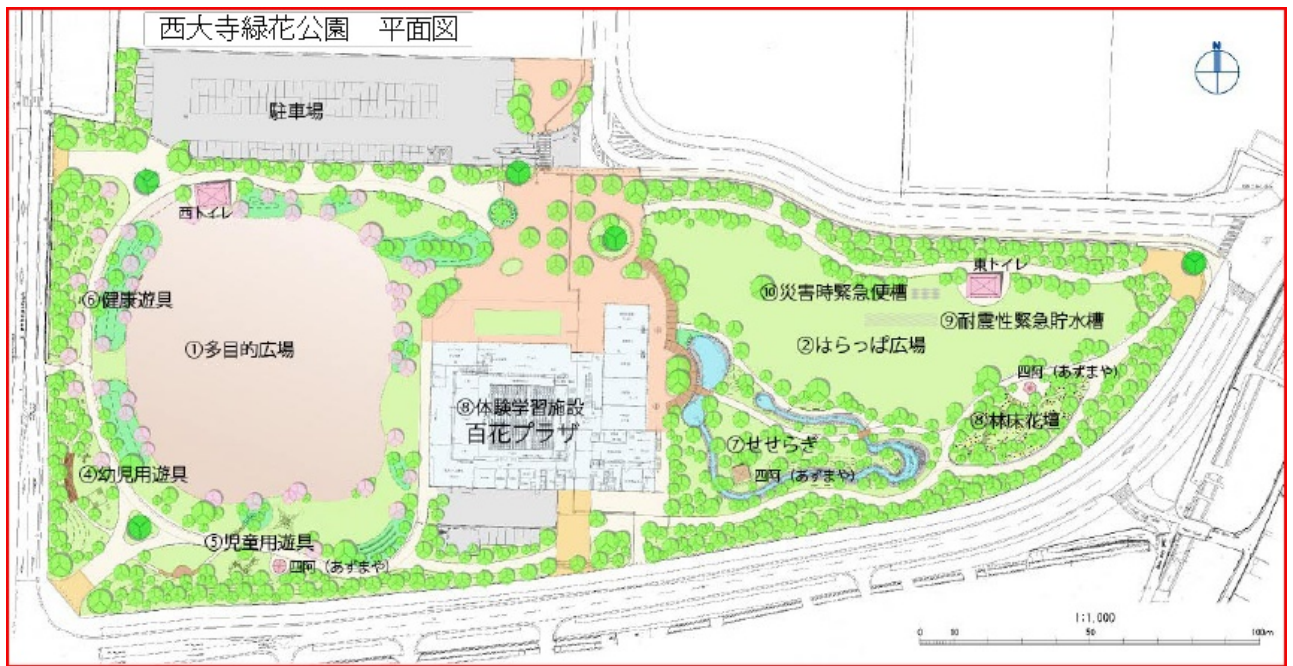 西大寺緑花公園 平面図
N
駐車場
西トイレ
東トイレ
⑥健康遊具
⑩災害時緊急便槽
⑨耐震性緊急貯水槽
①多目的広場
②はらっぱ広場
四阿（あずまや）
⑧体験学習施設
百花プラザ
⑧林床花壇
⑦せせらぎ
四阿（あずまや）
④幼児用遊具
⑤児童用遊具
四阿（あずまや）
1:1,000
0 10 50 100m